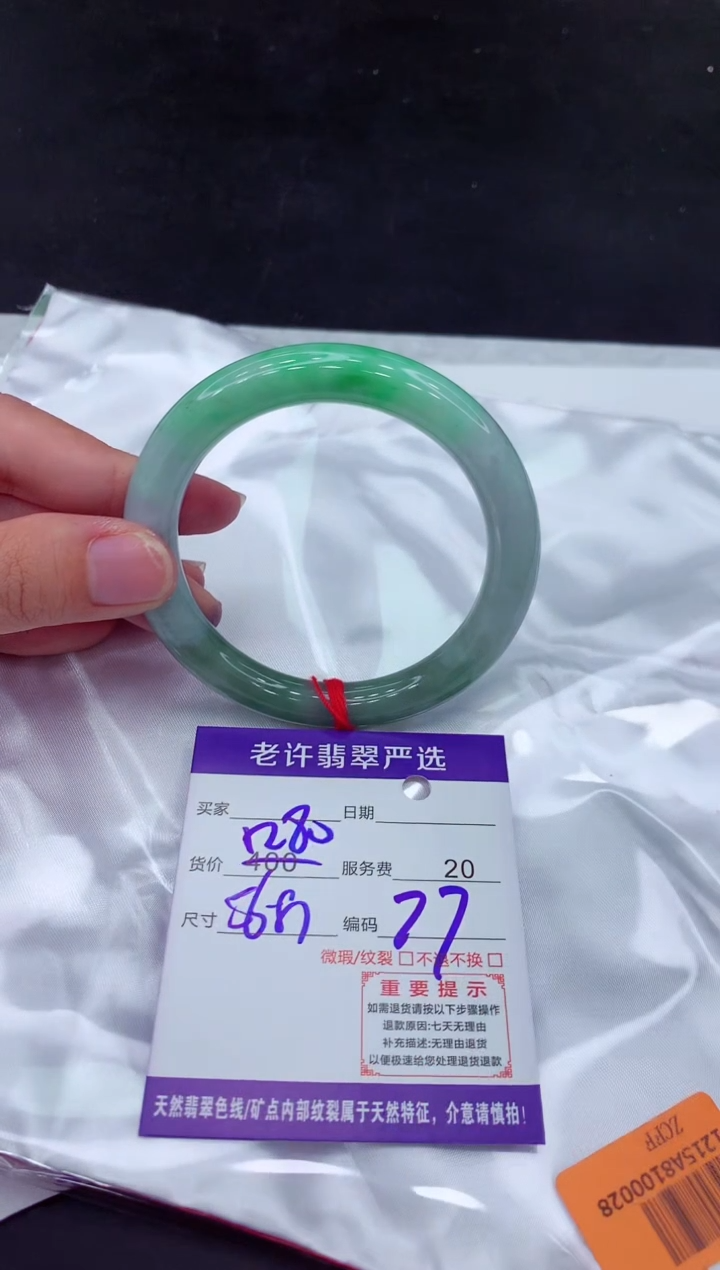 老许翡翠严选
买家 日期
货价 400 服务费 20
尺寸 编码 77
微瑕/纹裂 □ 不退不换 □
重要提示
如需退货请按以下步骤操作
退款原因:七天无理由
补充描述:无理由退货
以便极速给您处理退货退款
天然翡翠色线/矿点内部纹裂属于天然特征，介意请慎拍!
ZCFF
1215A8100028